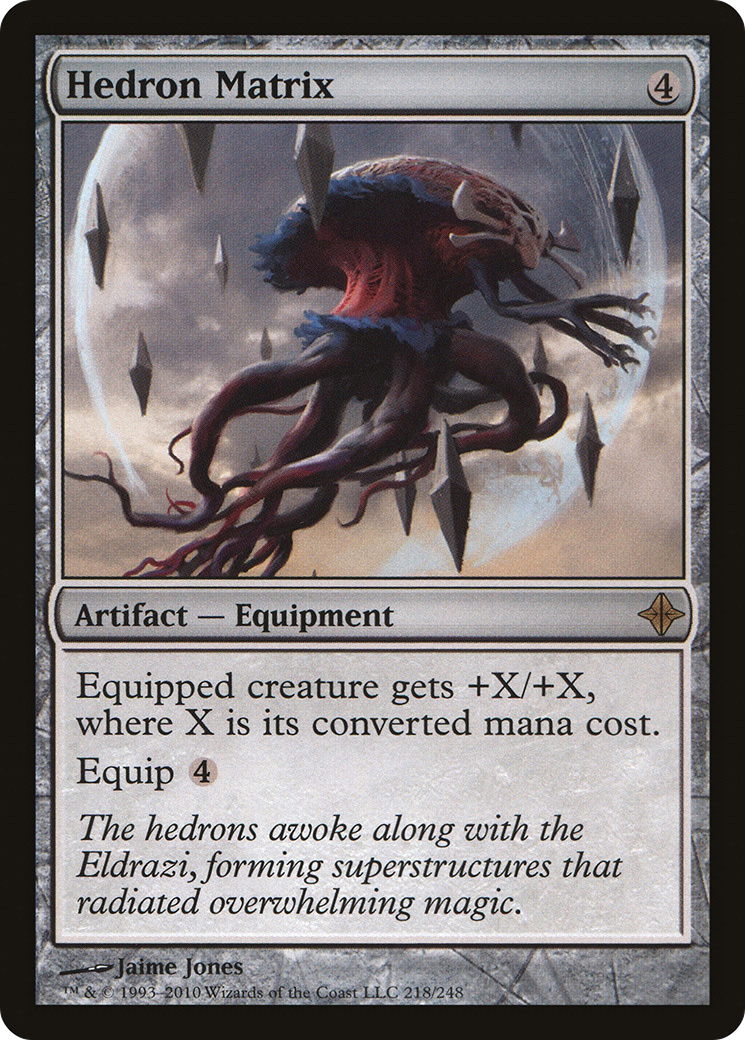 Hedron Matrix 4
Artifact — Equipment
Equipped creature gets +X/+X,
where X is its converted mana cost.
Equip 4
The hedrons awoke along with the
Eldrazi, forming superstructures that
radiated overwhelming magic.
Jaime Jones
™ & © 1993–2010 Wizards of the Coast LLC 218/248